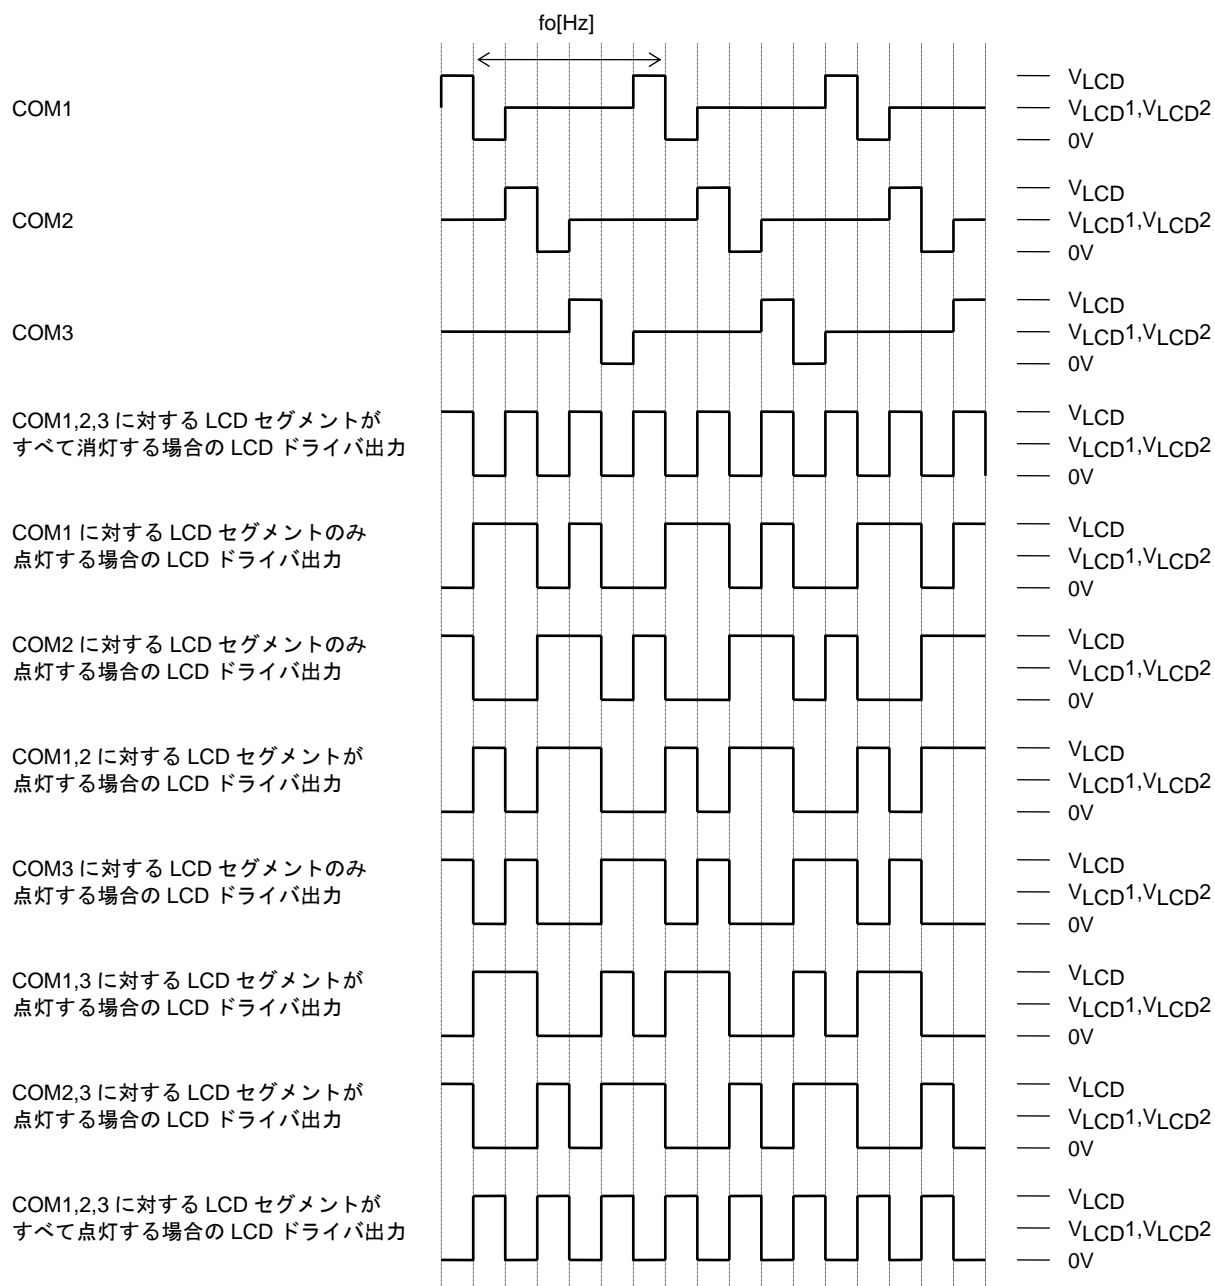 fo[Hz]
COM1
VLCD
VLCD1,VLCD2
0V
COM2
VLCD
VLCD1,VLCD2
0V
COM3
VLCD
VLCD1,VLCD2
0V
COM1,2,3 に対する LCD セグメントが
すべて消灯する場合の LCD ドライバ出力
VLCD
VLCD1,VLCD2
0V
COM1 に対する LCD セグメントのみ
点灯する場合の LCD ドライバ出力
VLCD
VLCD1,VLCD2
0V
COM2 に対する LCD セグメントのみ
点灯する場合の LCD ドライバ出力
VLCD
VLCD1,VLCD2
0V
COM1,2 に対する LCD セグメントが
点灯する場合の LCD ドライバ出力
VLCD
VLCD1,VLCD2
0V
COM3 に対する LCD セグメントのみ
点灯する場合の LCD ドライバ出力
VLCD
VLCD1,VLCD2
0V
COM1,3 に対する LCD セグメントが
点灯する場合の LCD ドライバ出力
VLCD
VLCD1,VLCD2
0V
COM2,3 に対する LCD セグメントが
点灯する場合の LCD ドライバ出力
VLCD
VLCD1,VLCD2
0V
COM1,2,3 に対する LCD セグメントが
すべて点灯する場合の LCD ドライバ出力
VLCD
VLCD1,VLCD2
0V